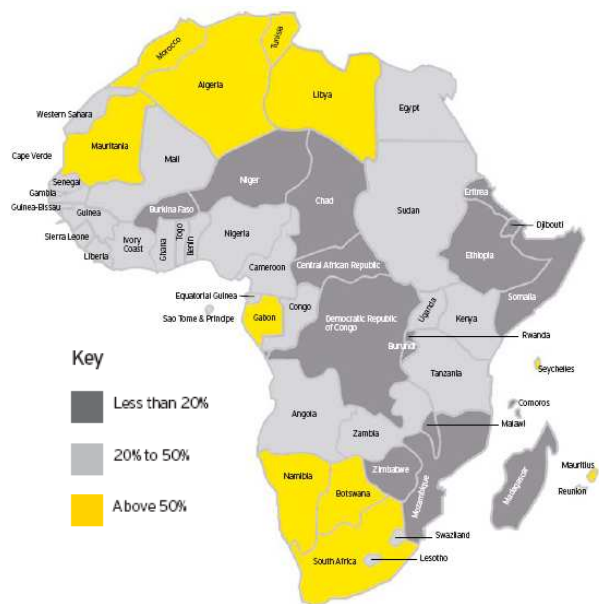 Morocco
Tunisie
Algeria
Libya
Egypt
Western Sahara
Mauritania
Mali
Niger
Cape Verde
Senegal
Chad
Eritrea
Gambia
Guinea-Bissau
Burkina Faso
Sudan
Guinea
Djibouti
Sierra Leone
Ivory
Coast
Ghana
Togo
Benin
Nigeria
Ethiopia
Liberia
Central African Republic
Cameroon
Somalia
Equatorial Guinea
Sao Tome & Principe
Gabon
Congo
Democratic Republic
of Congo
Uganda
Kenya
Rwanda
Burundi
Key
Tanzania
Seychelles
Less than 20%
Comoros
Angola
Malawi
Zambia
20% to 50%
Zimbabwe
Mozambique
Madagascar
Mauritius
Namibia
Botswana
Reunion
Above 50%
Swaziland
South Africa
Lesotho